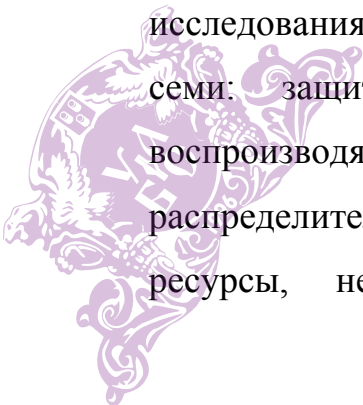 исследования
семи: защит
воспроизводя
распределите
ресурсы, не